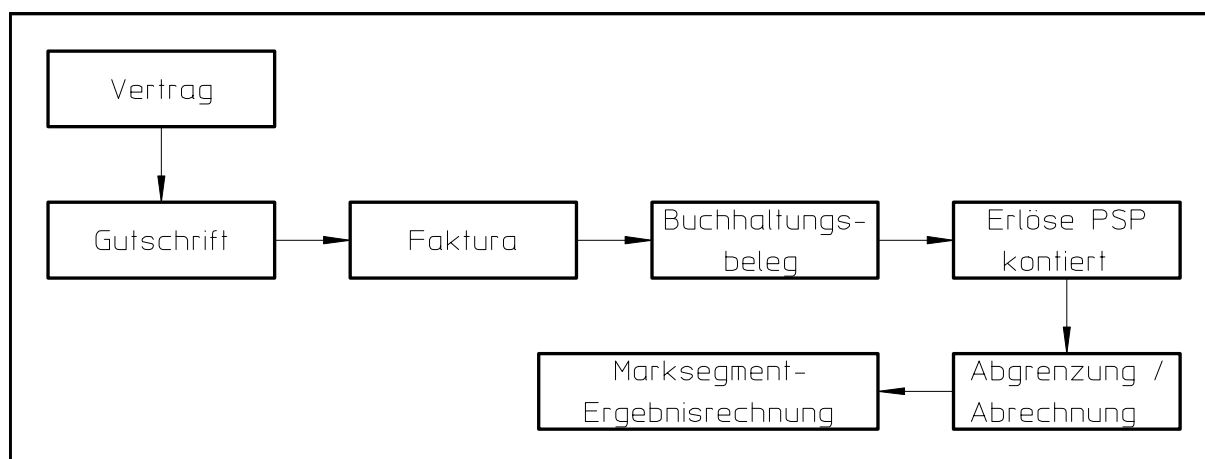 Vertrag
Gutschrift
Faktura
Buchhaltungs-
beleg
Erlöse PSP
kontiert
Abgrenzung /
Abrechnung
Marksegment-
Ergebnisrechnung